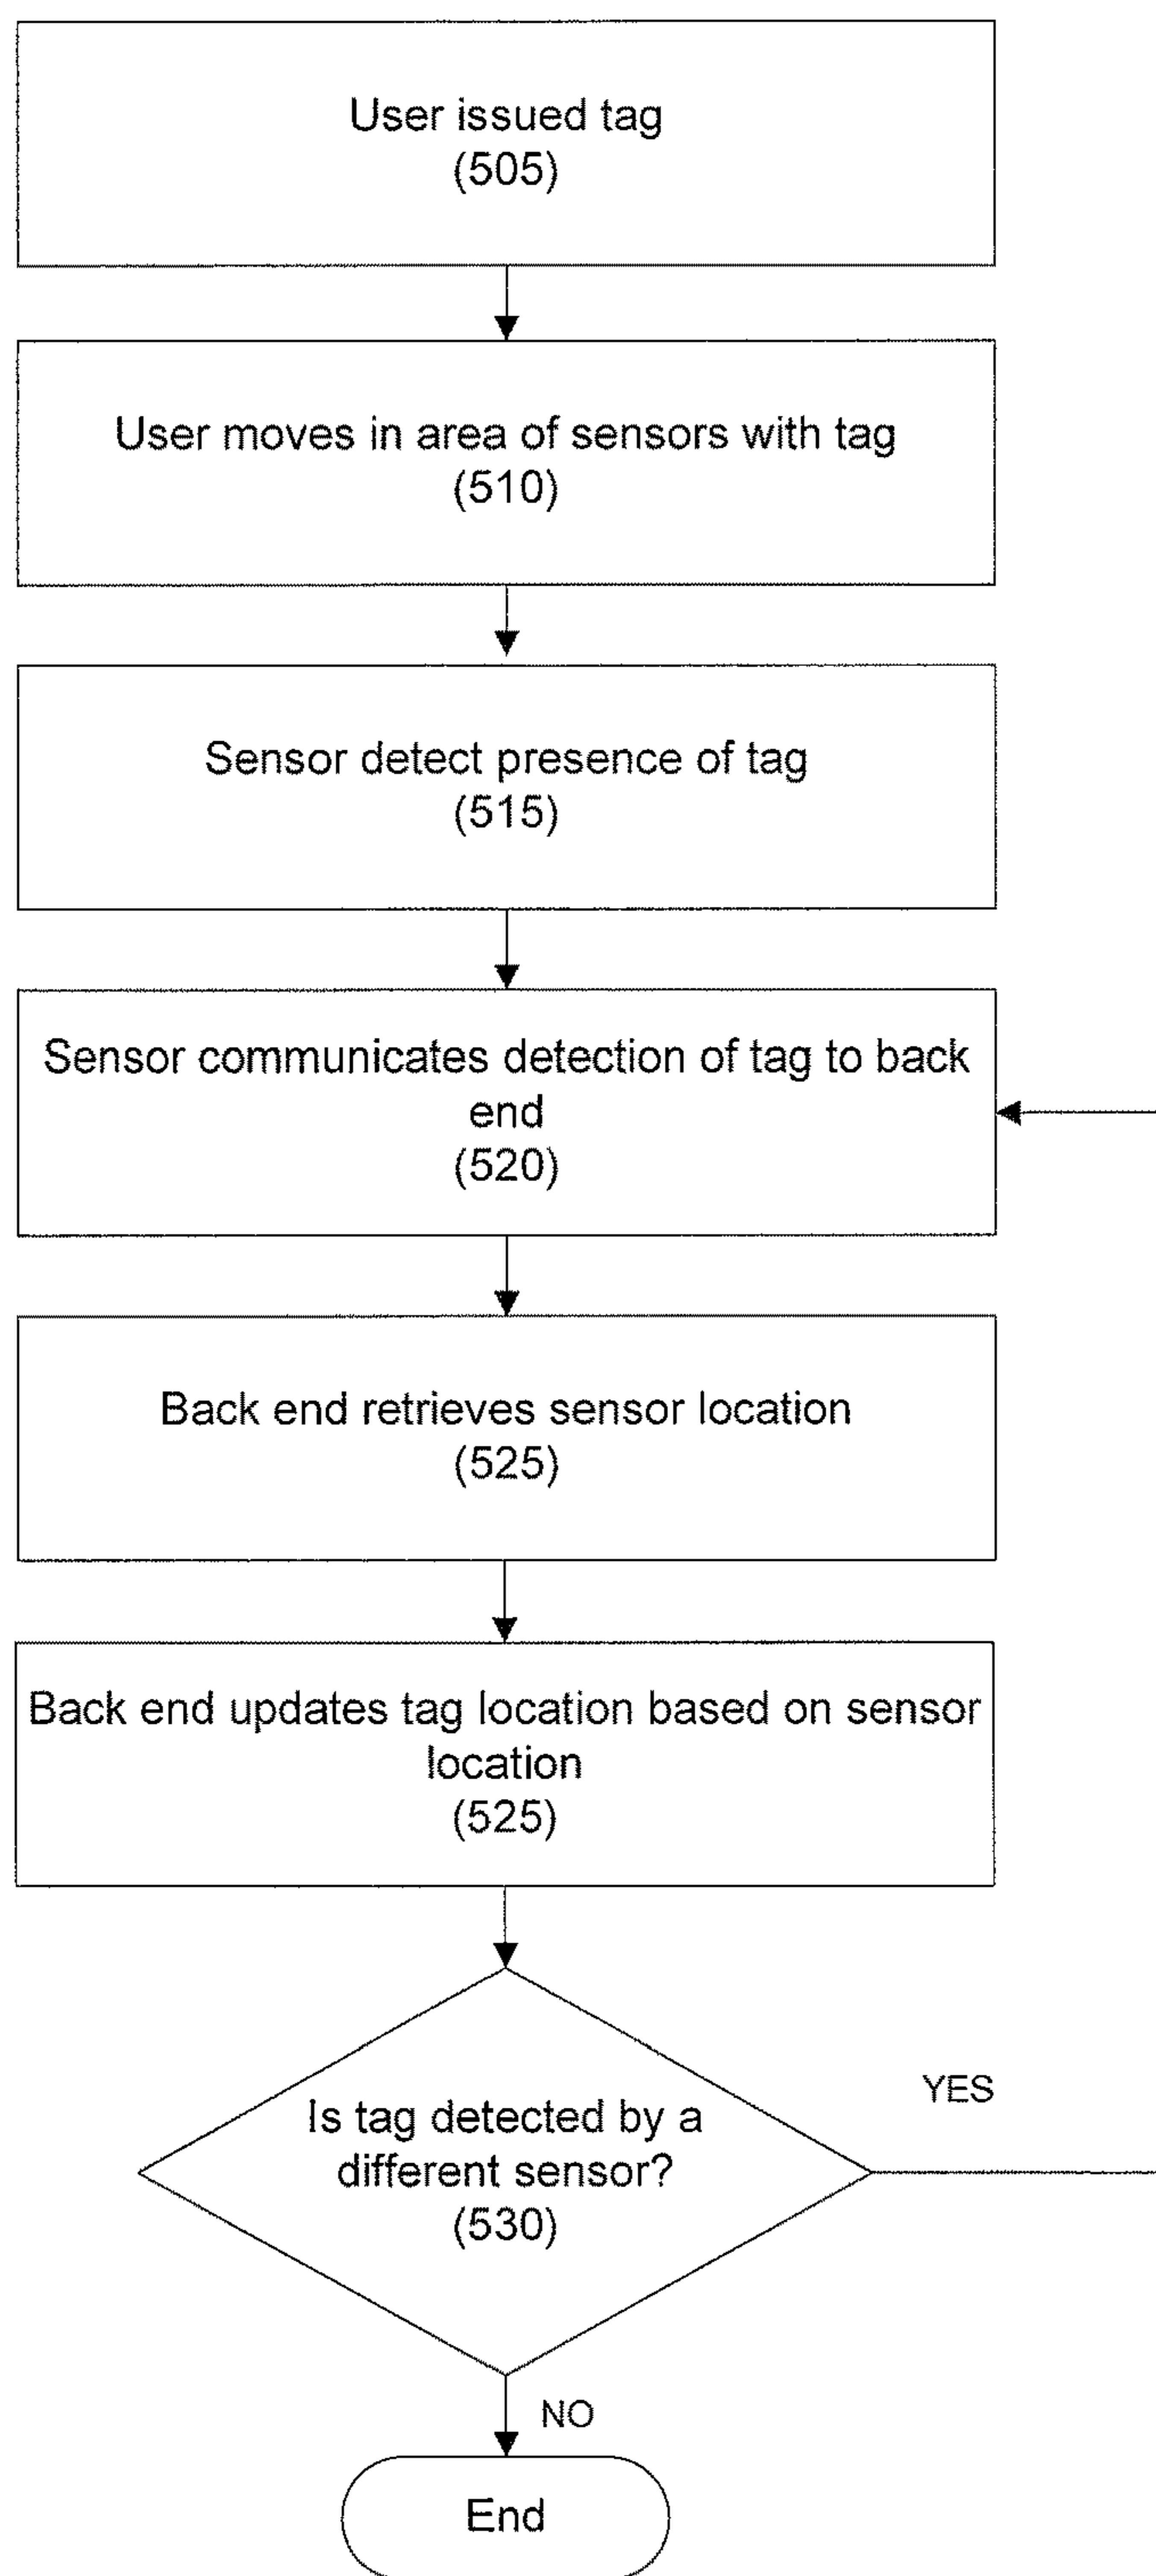 User issued tag
(505)
User moves in area of sensors with tag
(510)
Sensor detect presence of tag
(515)
Sensor communicates detection of tag to back
end
(520)
Back end retrieves sensor location
(525)
Back end updates tag location based on sensor
location
(525)
Is tag detected by a
different sensor?
(530)
YES
NO
End